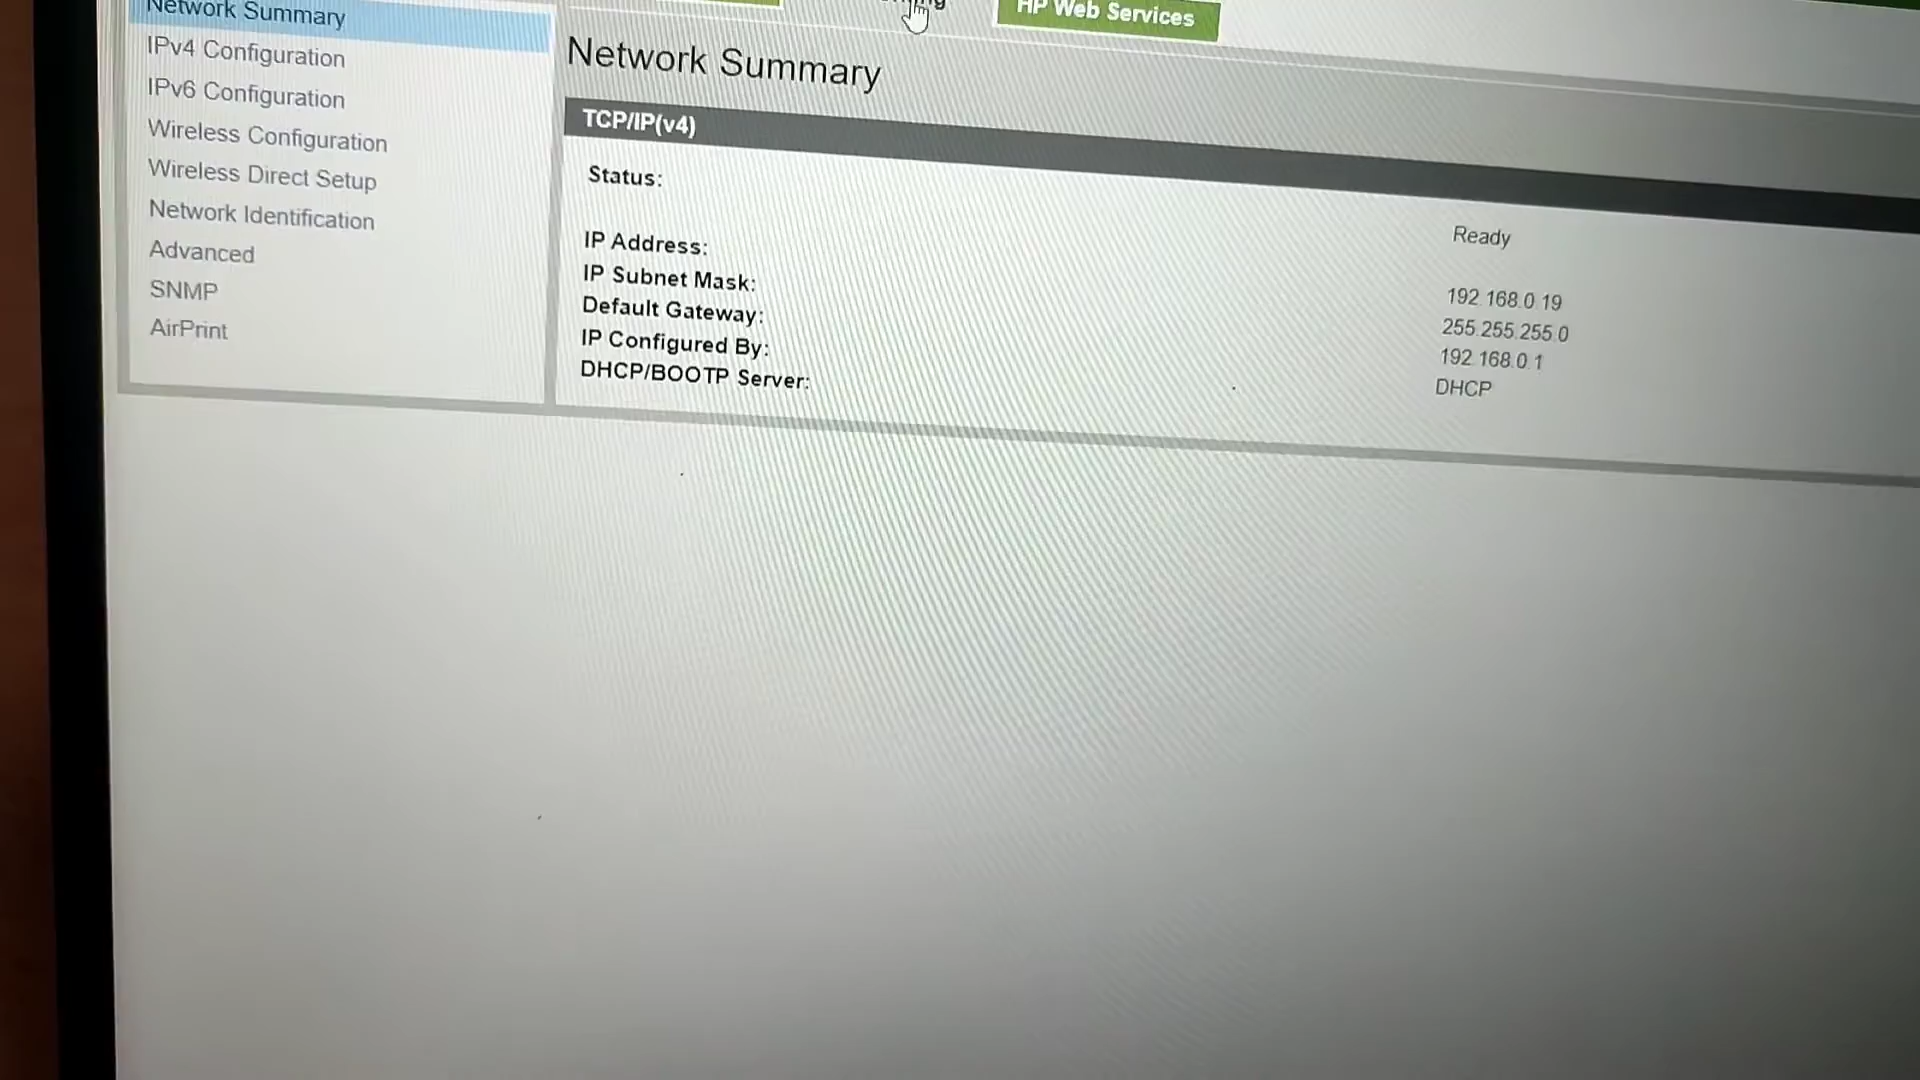 HP Web Services
Network Summary
IPv4 Configuration
IPv6 Configuration
Wireless Configuration
Wireless Direct Setup
Network Identification
Advanced
SNMP
AirPrint
Network Summary
TCP/IP(v4)
Status: Ready
IP Address: 192.168.0.19
IP Subnet Mask: 255.255.255.0
Default Gateway: 192.168.0.1
IP Configured By: DHCP
DHCP/BOOTP Server: